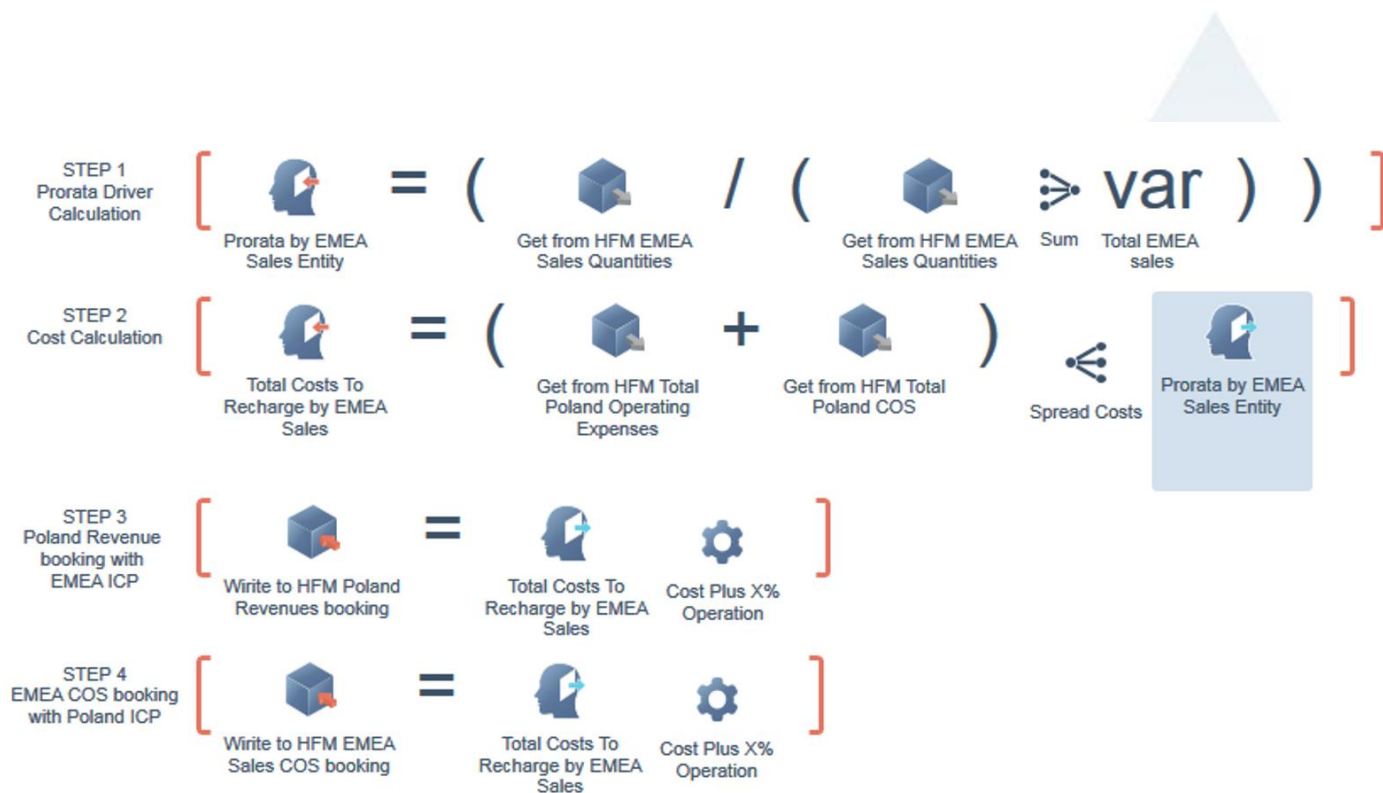 STEP 1
Prorata Driver
Calculation
= ( / ( var ) )
Prorata by EMEA
Sales Entity
Get from HFM EMEA
Sales Quantities
Get from HFM EMEA
Sales Quantities
Sum
Total EMEA
sales
STEP 2
Cost Calculation
= ( + )
Total Costs To
Recharge by EMEA
Sales
Get from HFM Total
Poland Operating
Expenses
Get from HFM Total
Poland COS
Spread Costs
Prorata by EMEA
Sales Entity
STEP 3
Poland Revenue
booking with
EMEA ICP
=
Wirite to HFM Poland
Revenues booking
Total Costs To
Recharge by EMEA
Sales
Cost Plus X%
Operation
STEP 4
EMEA COS booking
with Poland ICP
=
Wirite to HFM EMEA
Sales COS booking
Total Costs To
Recharge by EMEA
Sales
Cost Plus X%
Operation